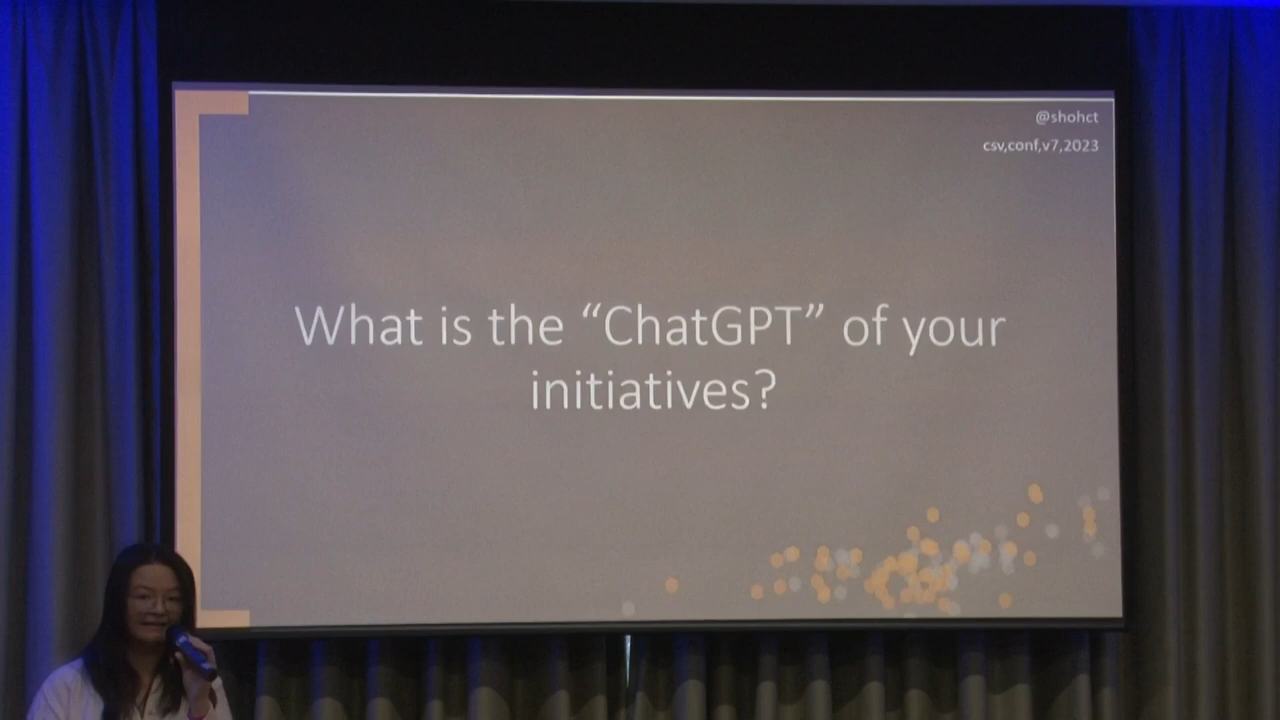 @shohct
csv,conf,v7,2023
What is the “ChatGPT” of your
initiatives?